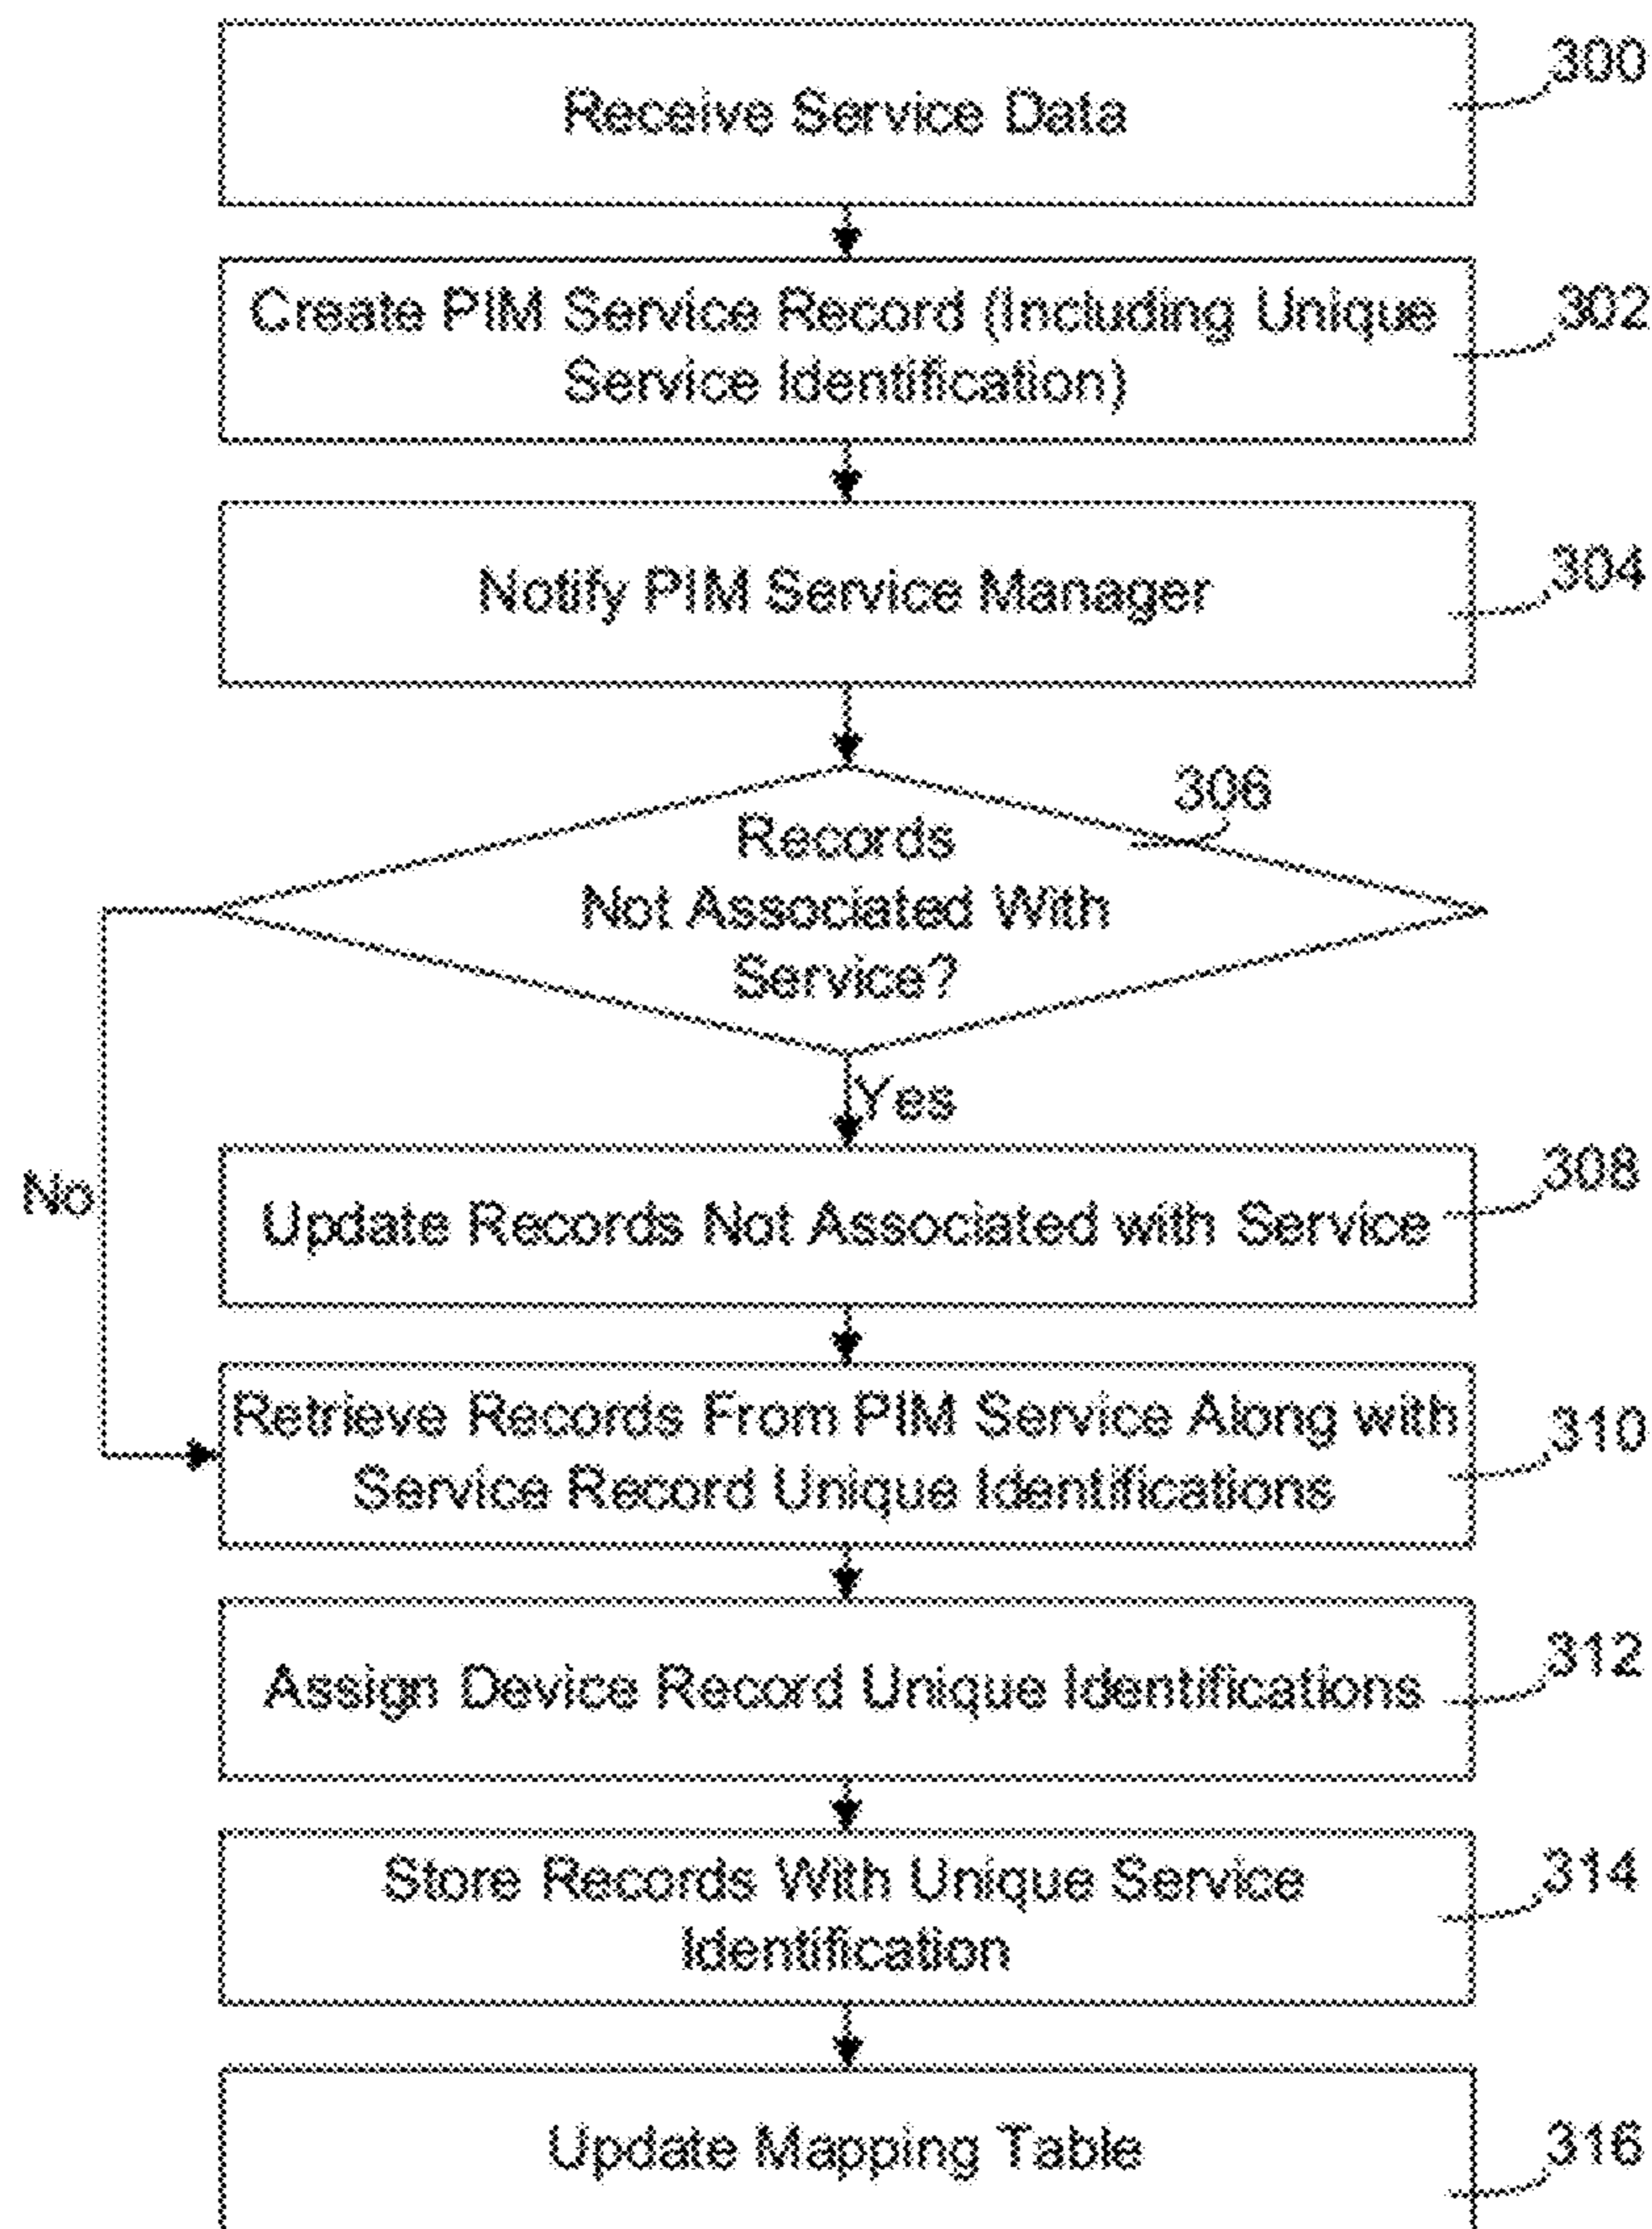 Receive Service Data
300
Create PIM Service Record (Including Unique
Service Identification)
302
Notify PIM Service Manager
304
306
Records
Not Associated With
Service?
Yes
No
Update Records Not Associated with Service
308
Retrieve Records From PIM Service Along with
Service Record Unique Identifications
310
Assign Device Record Unique Identifications
312
Store Records With Unique Service
Identification
314
Update Mapping Table
316